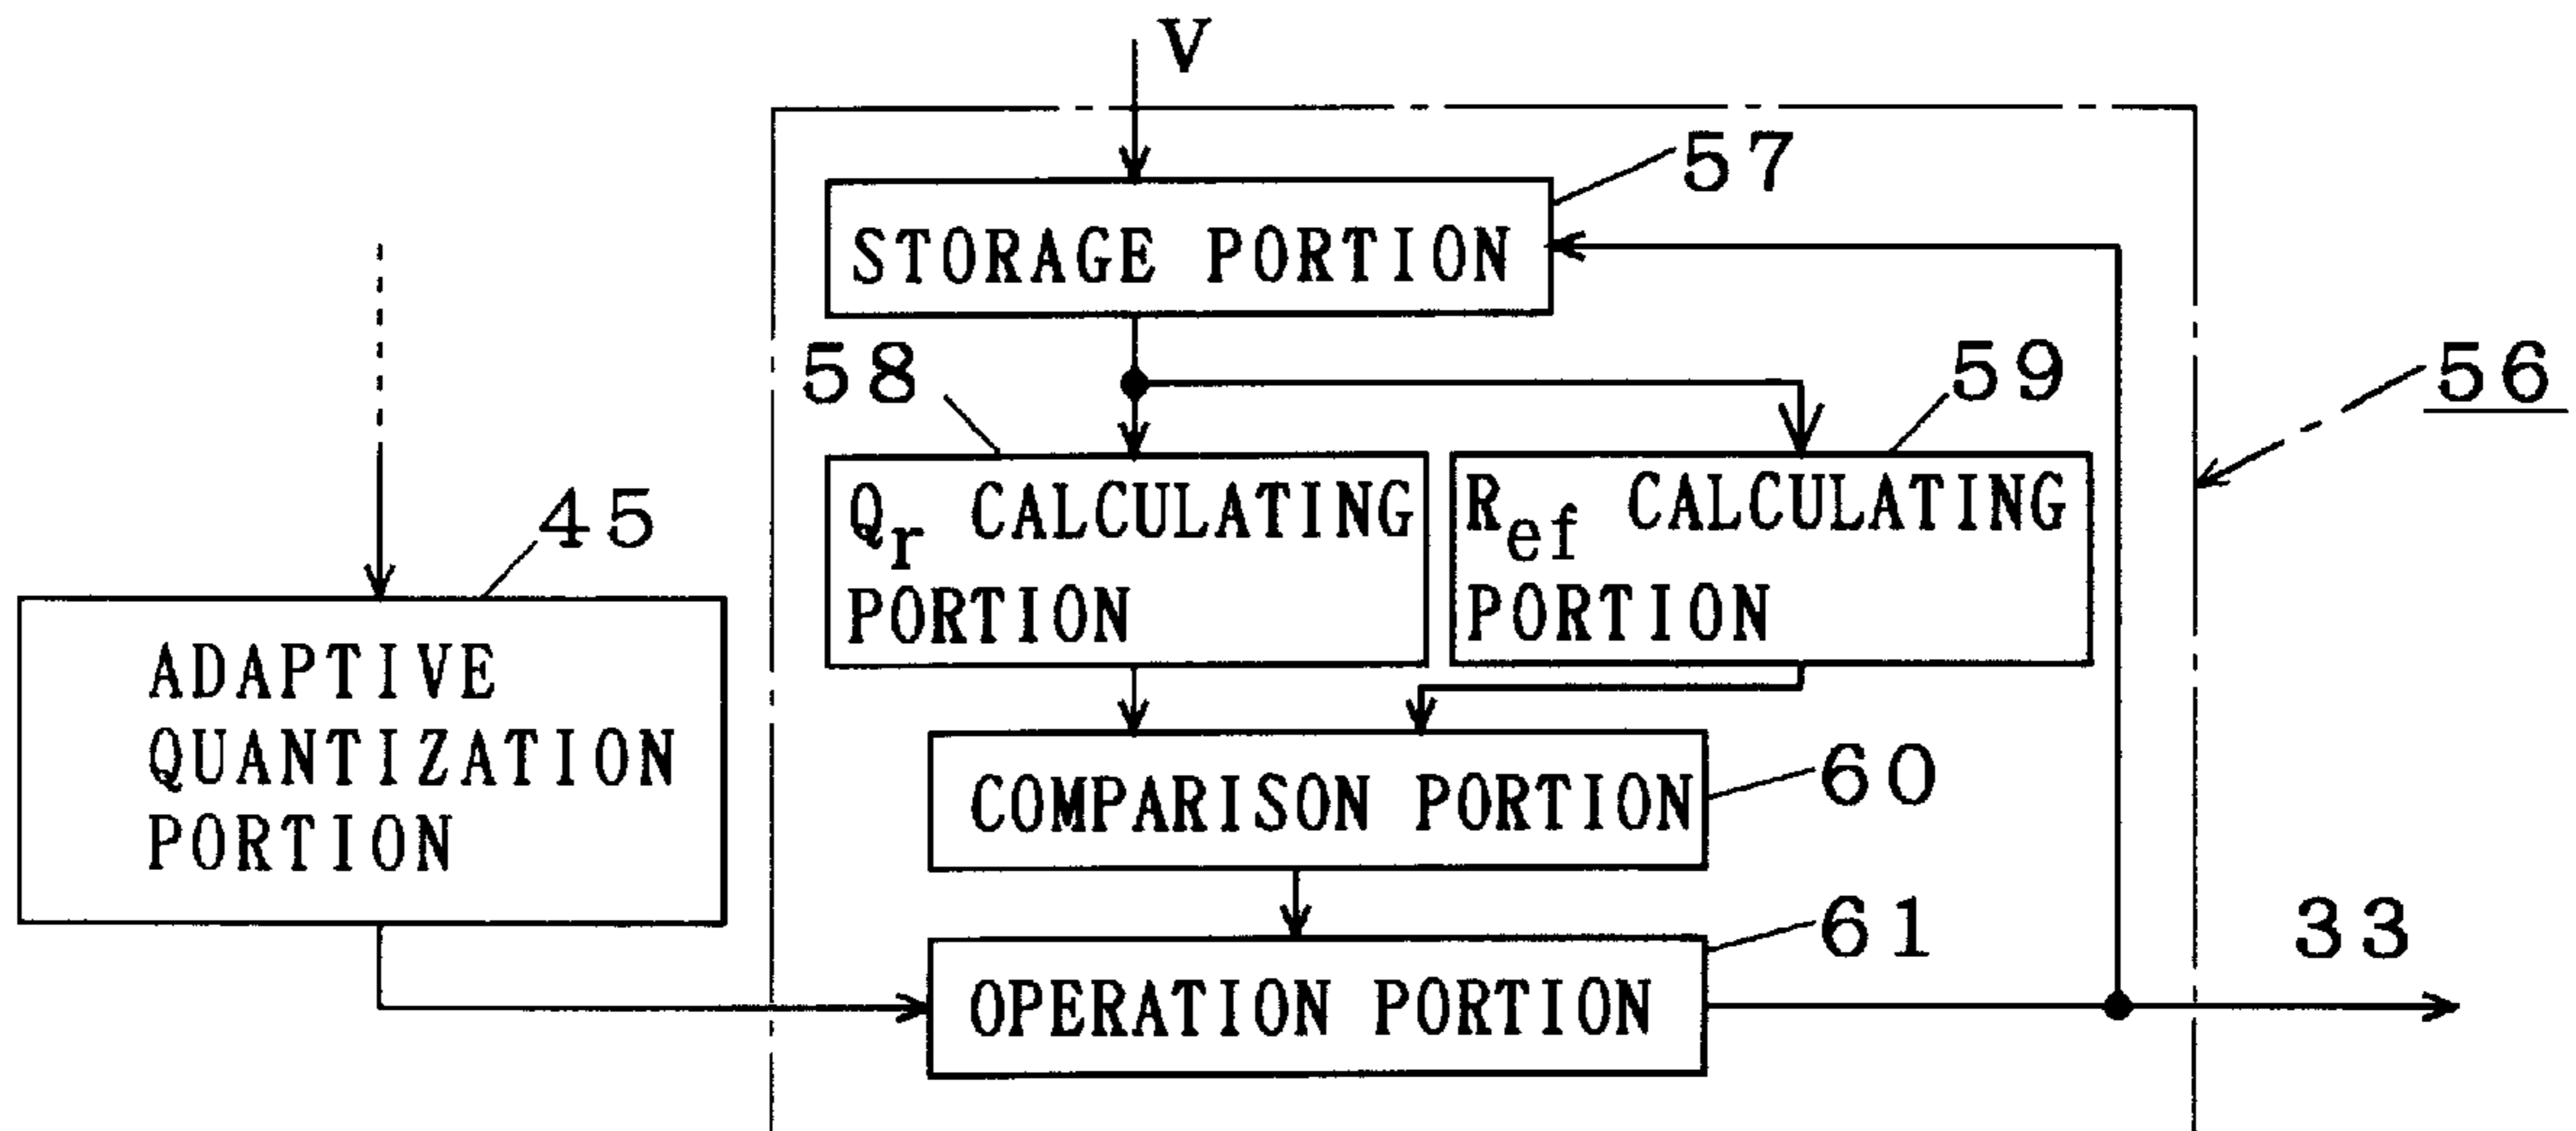 V
57
STORAGE PORTION
58
59
56
Qr CALCULATING
PORTION
Ref CALCULATING
PORTION
45
ADAPTIVE
QUANTIZATION
PORTION
COMPARISON PORTION
60
61
OPERATION PORTION
33